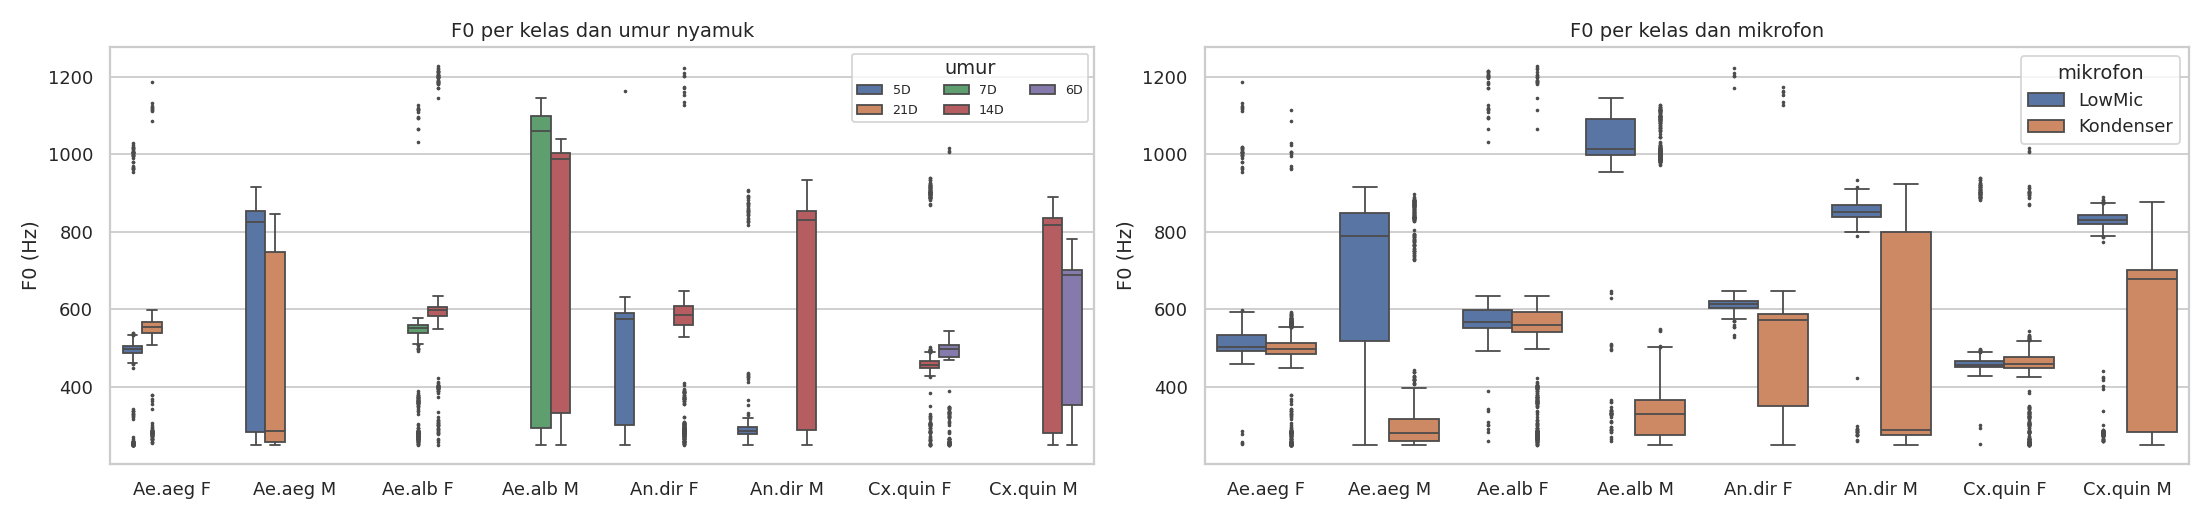 F0 per kelas dan umur nyamuk
F0 (Hz)
1200
1000
800
600
400
umur
5D
7D
6D
21D
14D
Ae.aeg F
Ae.aeg M
Ae.alb F
Ae.alb M
An.dir F
An.dir M
Cx.quin F
Cx.quin M
F0 per kelas dan mikrofon
F0 (Hz)
1200
1000
800
600
400
mikrofon
LowMic
Kondenser
Ae.aeg F
Ae.aeg M
Ae.alb F
Ae.alb M
An.dir F
An.dir M
Cx.quin F
Cx.quin M